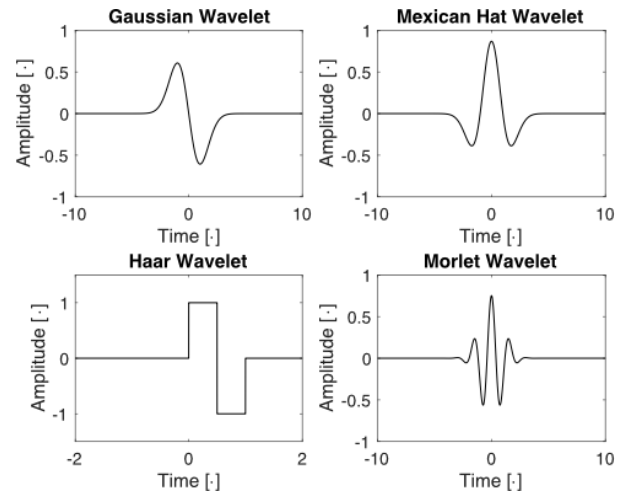 Gaussian Wavelet
Amplitude [·]
1
0.5
0
-0.5
-1
-10
0
10
Time [·]
Mexican Hat Wavelet
Amplitude [·]
1
0.5
0
-0.5
-1
-10
0
10
Time [·]
Haar Wavelet
Amplitude [·]
1
0
-1
-2
0
2
Time [·]
Morlet Wavelet
Amplitude [·]
1
0.5
0
-0.5
-1
-10
0
10
Time [·]